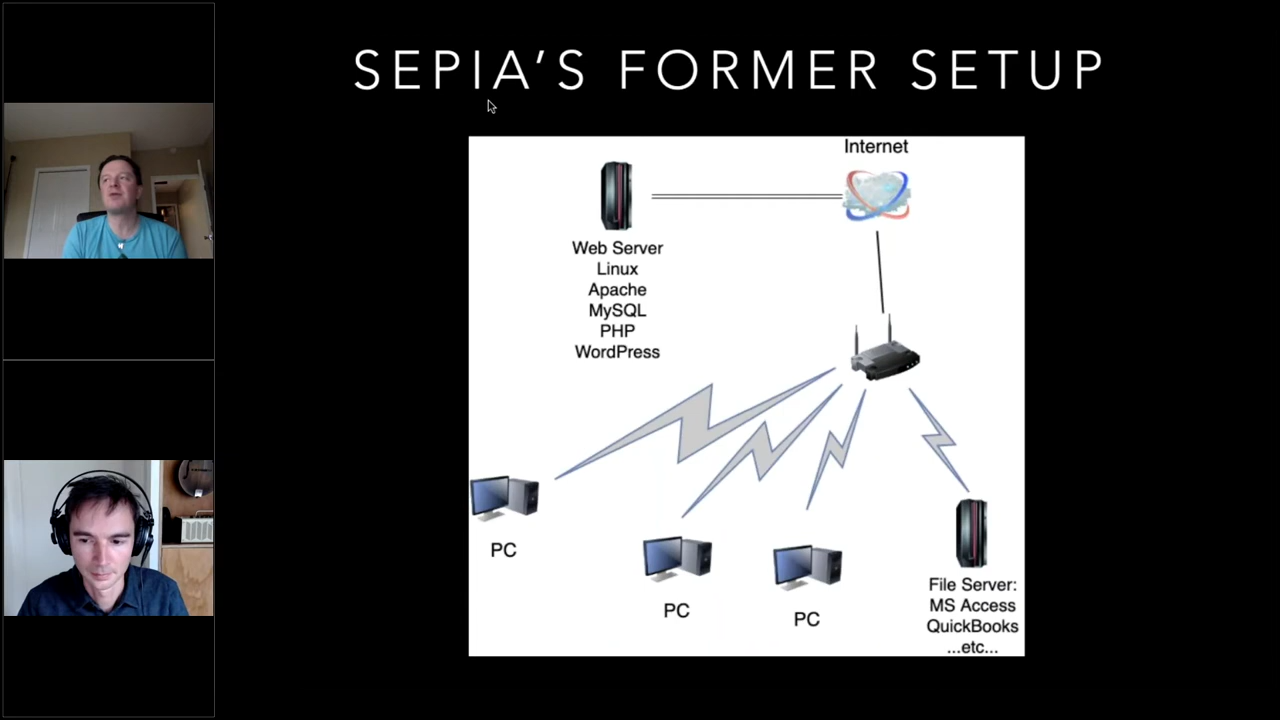 SEPIA'S FORMER SETUP
Internet
Web Server
Linux
Apache
MySQL
PHP
WordPress
PC
PC
PC
File Server:
MS Access
QuickBooks
...etc...